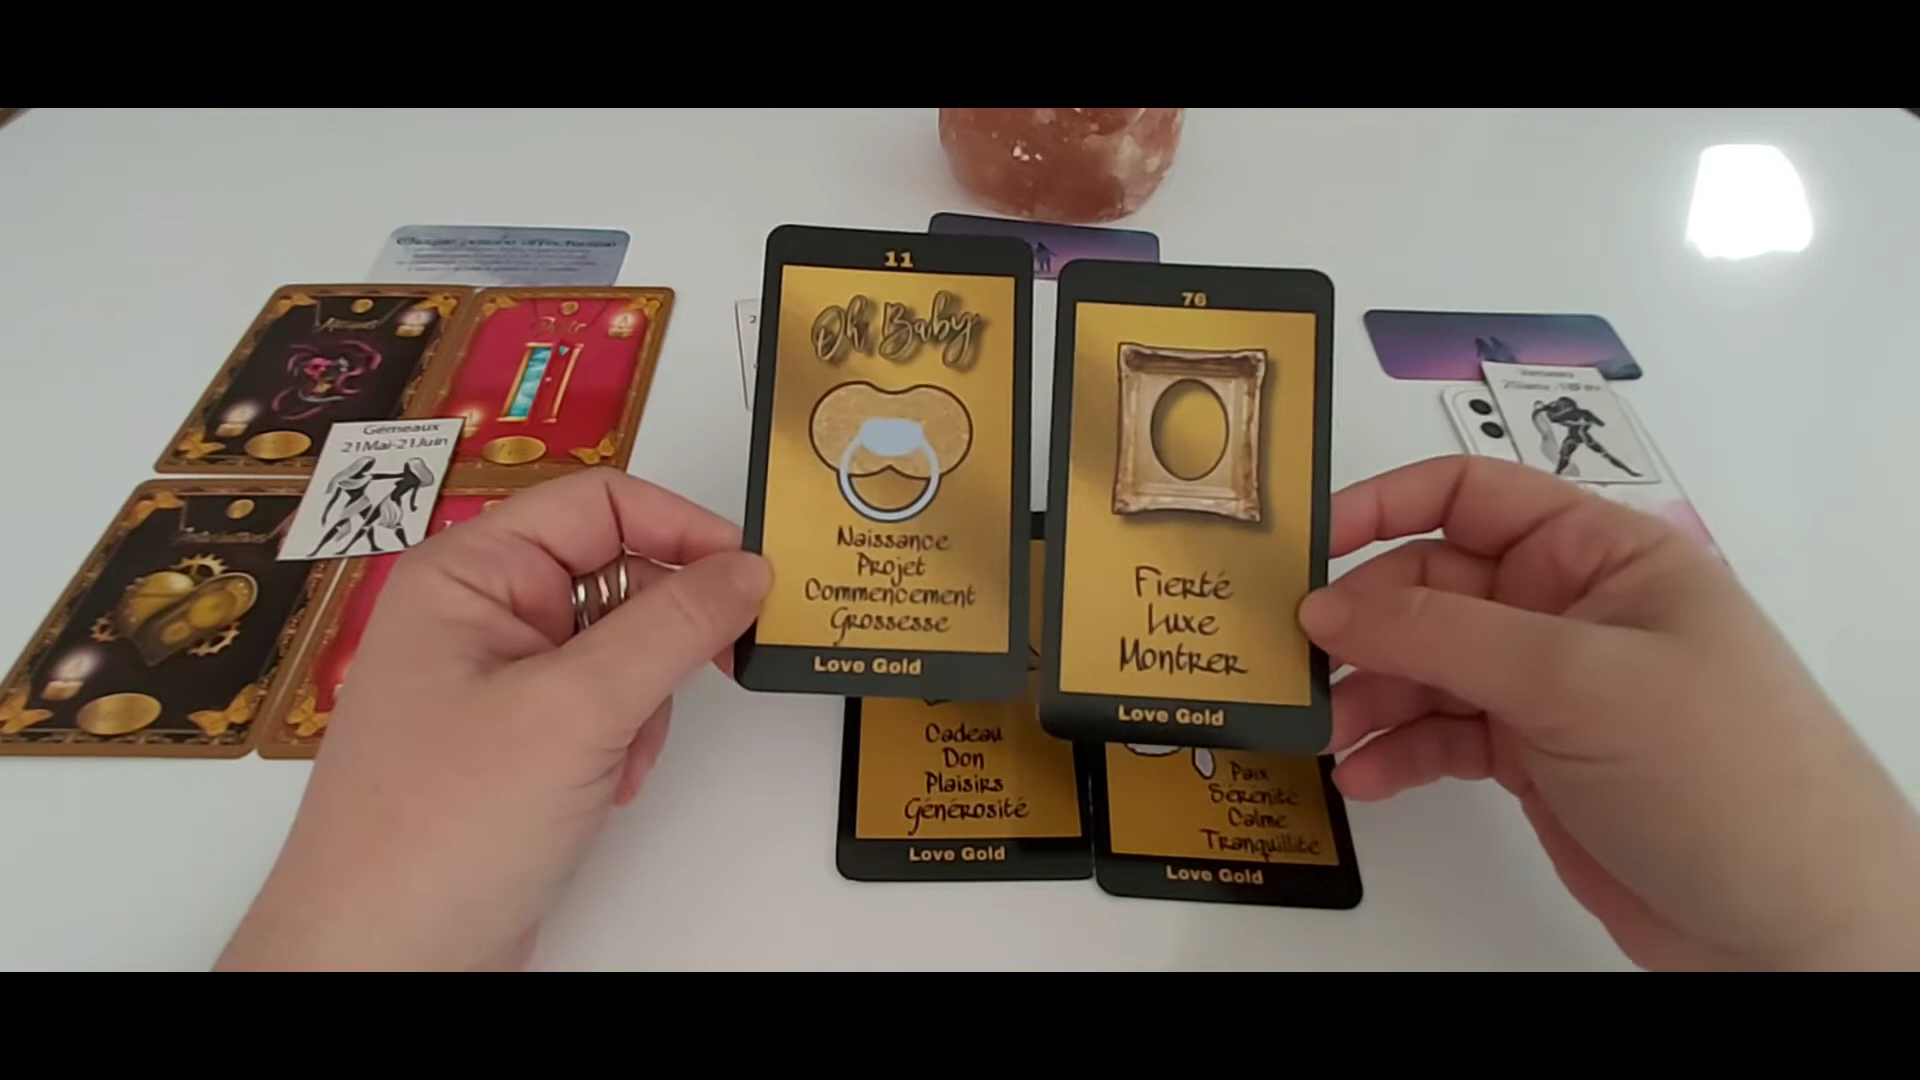 11
Oh Baby
Naissance
Projet
Commencement
Grossesse
Love Gold
76
Fierté
Luxe
Montrer
Love Gold
Cadeau
Don
Plaisirs
Générosité
Love Gold
Paix
Sérénité
Calme
Tranquillité
Love Gold
Gémeaux
21Mai-21Juin
Verseau